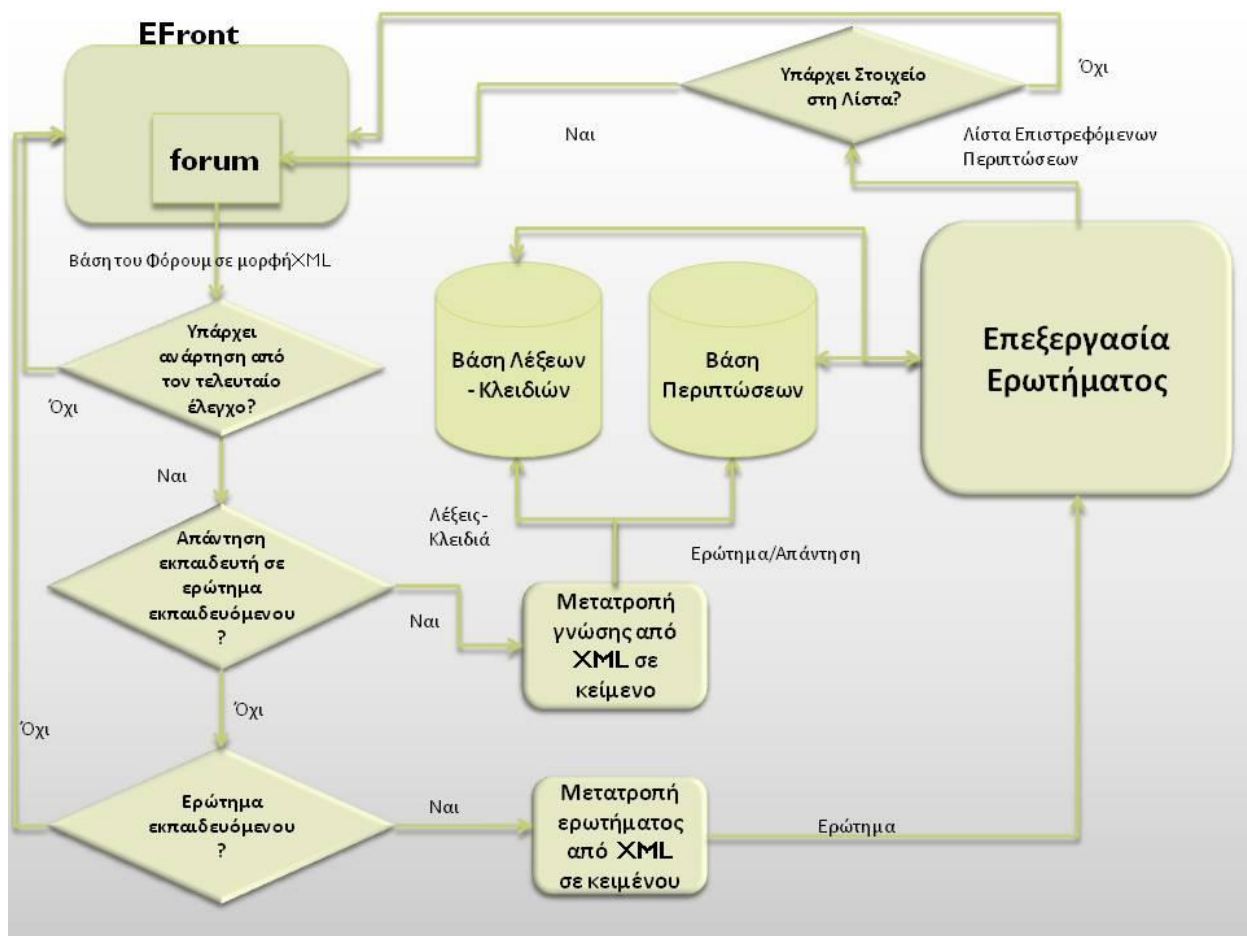 EFront
Υπάρχει Στοιχείο
στη Λίστα?
Όχι
Ναι
Λίστα Επιστρεφόμενων
Περιπτώσεων
forum
Βάση του Φόρουμ σε μορφή XML
Υπάρχει
ανάρτηση από
τον τελευταίο
έλεγχο?
Όχι
Ναι
Βάση Λέξεων
- Κλειδιών
Βάση
Περιπτώσεων
Επεξεργασία
Ερωτήματος
Λέξεις-
Κλειδιά
Ερώτημα/Απάντηση
Απάντηση
εκπαιδευτή σε
ερώτημα
εκπαιδευόμενου
?
Ναι
Μετατροπή
γνώσης από
XML σε
κείμενο
Όχι
Όχι
Ερώτημα
εκπαιδευόμενου
?
Ναι
Μετατροπή
ερωτήματος
από XML
σε κειμένου
Ερώτημα